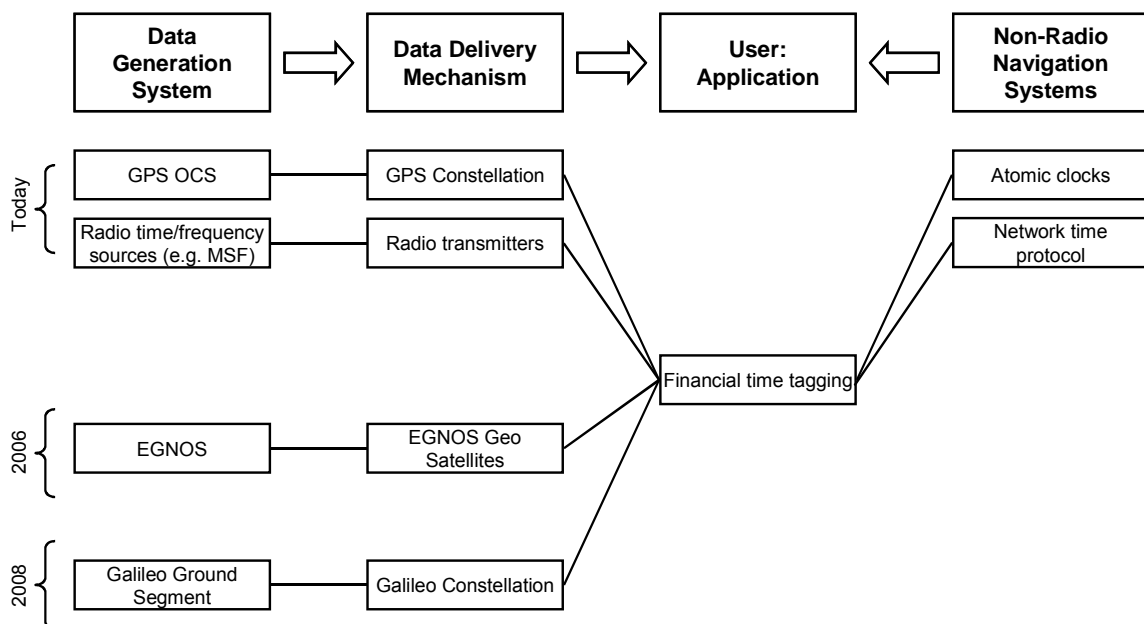 Data
Generation
System
Data Delivery
Mechanism
User:
Application
Non-Radio
Navigation
Systems
Today
GPS OCS
GPS Constellation
Atomic clocks
Radio time/frequency
sources (e.g. MSF)
Radio transmitters
Network time
protocol
Financial time tagging
2006
EGNOS
EGNOS Geo
Satellites
2008
Galileo Ground
Segment
Galileo Constellation